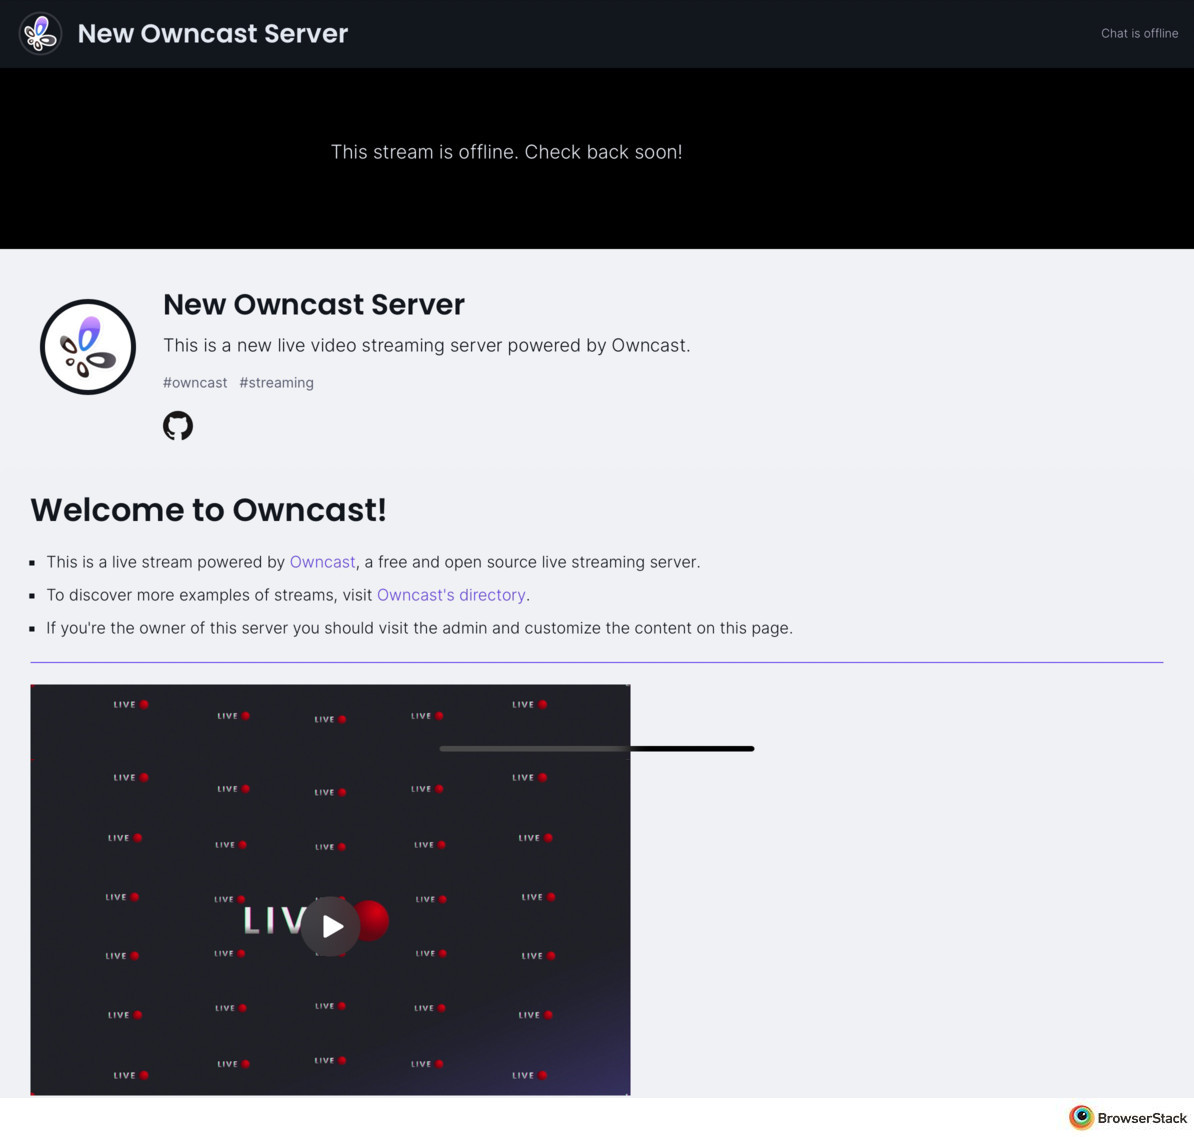 New Owncast Server
Chat is offline
This stream is offline. Check back soon!
New Owncast Server
This is a new live video streaming server powered by Owncast.
#owncast #streaming
Welcome to Owncast!
This is a live stream powered by Owncast, a free and open source live streaming server.
To discover more examples of streams, visit Owncast's directory.
If you're the owner of this server you should visit the admin and customize the content on this page.
LIVE LIVE LIVE LIVE LIVE
LIVE LIVE LIVE LIVE LIVE
LIVE LIVE LIVE LIVE LIVE
LIVE LIVE LIVE LIVE
LIV
LIVE LIVE LIVE LIVE
LIVE LIVE LIVE LIVE LIVE
LIVE LIVE LIVE LIVE LIVE
BrowserStack